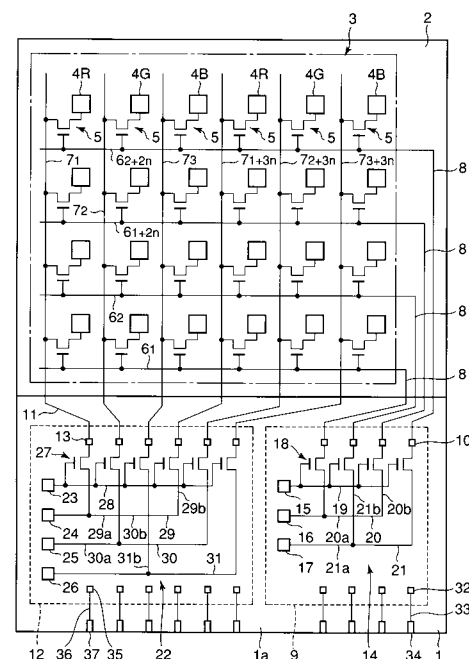 3
2
4R 4G 4B 4R 4G 4B
5 5 5 5 5 5
71 62+2n 73 71+3n 72+3n 73+3n 8
72 61+2n
8
62 8
61 8
11
13 18 10
27
23 28 29b 15 19 21b 20b
24 29a 30b 29 16 20a 20
25 30a 31b 30 31 17 21a 21
26
32
33
12 36 37 35 22 1a 9 14 34 1